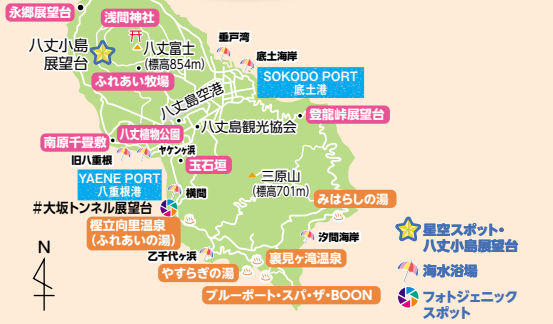 永郷展望台
浅間神社
八丈小島
展望台
八丈富士
(標高854m)
垂戸湾
底土海岸
ふれあい牧場
SOKODO PORT
底土港
八丈島空港
登龍峠展望台
八丈植物公園
八丈島観光協会
南原千畳敷
旧八重根
ヤケンヶ浜
玉石垣
YAENE PORT
八重根港
横間
三原山
(標高701m)
みはらしの湯
#大坂トンネル展望台
樫立向里温泉
(ふれあいの湯)
汐間海岸
乙千代ヶ浜
裏見ヶ滝温泉
やすらぎの湯
ブルーポート・スパ・ザ・BOON
N
星空スポット・
八丈小島展望台
海水浴場
フォトジェニック
スポット